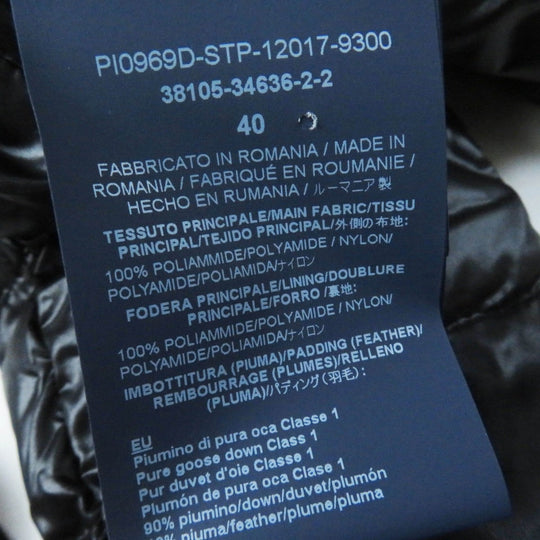 PI0969D-STP-12017-9300
38105-34636-2-2
40
FABBRICATO IN ROMANIA / MADE IN
ROMANIA / FABRIQUÉ EN ROUMANIE /
HECHO EN RUMANIA / ルーマニア製
TESSUTO PRINCIPALE/MAIN FABRIC/TISSU
PRINCIPAL/TEJIDO PRINCIPAL/外側の布地:
100% POLIAMMIDE/POLYAMIDE / NYLON/
POLYAMIDE/POLIAMIDA/ナイロン
FODERA PRINCIPALE/LINING/DOUBLURE
PRINCIPALE/FORRO /裏地:
100% POLIAMMIDE/POLYAMIDE / NYLON/
POLYAMIDE/POLIAMIDA/ナイロン
IMBOTTITURA (PIUMA)/PADDING (FEATHER)/
REMBOURRAGE (PLUMES)/RELLENO
(PLUMA)/パディング (羽毛):
EU
Piumino di pura oca Classe 1
Pure goose down Class 1
Pur duvet d'oie Classe 1
Plumón de pura oca Classe 1
90% piumino/down/duvet/plumón
10% piuma/feather/plume/pluma